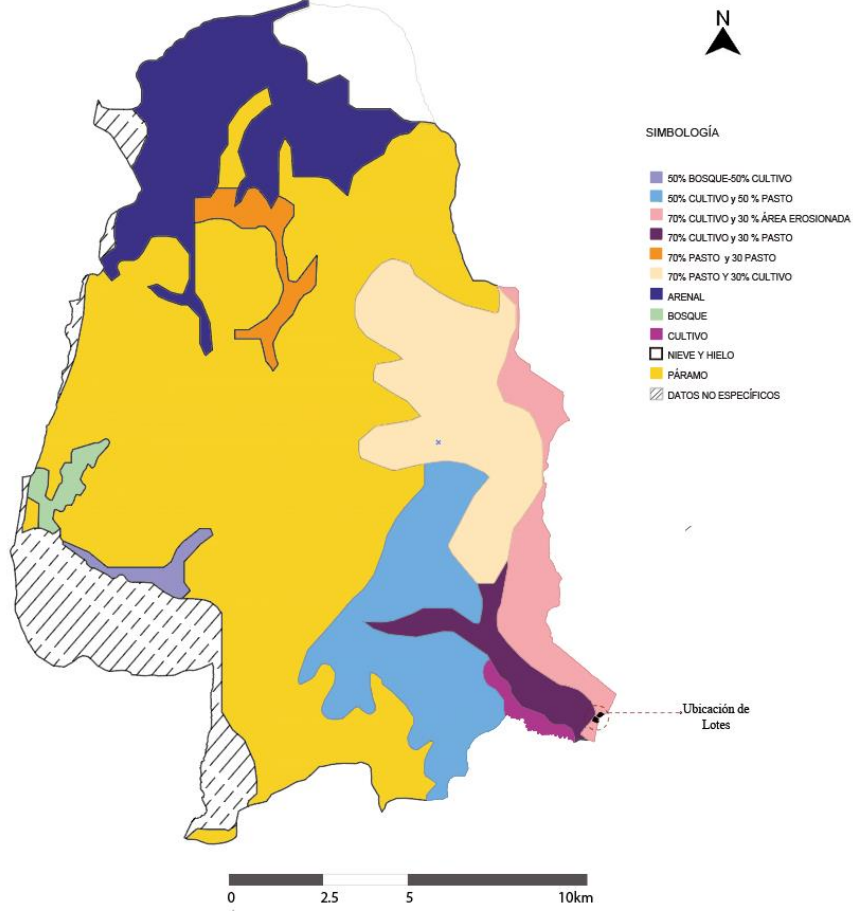 N
SIMBOLOGÍA
50% BOSQUE-50% CULTIVO
50% CULTIVO y 50 % PASTO
70% CULTIVO y 30 % ÁREA EROSIONADA
70% CULTIVO y 30 % PASTO
70% PASTO y 30 PASTO
70% PASTO Y 30% CULTIVO
ARENAL
BOSQUE
CULTIVO
NIEVE Y HIELO
PÁRAMO
DATOS NO ESPECÍFICOS
Ubicación de
Lotes
0 2.5 5 10km